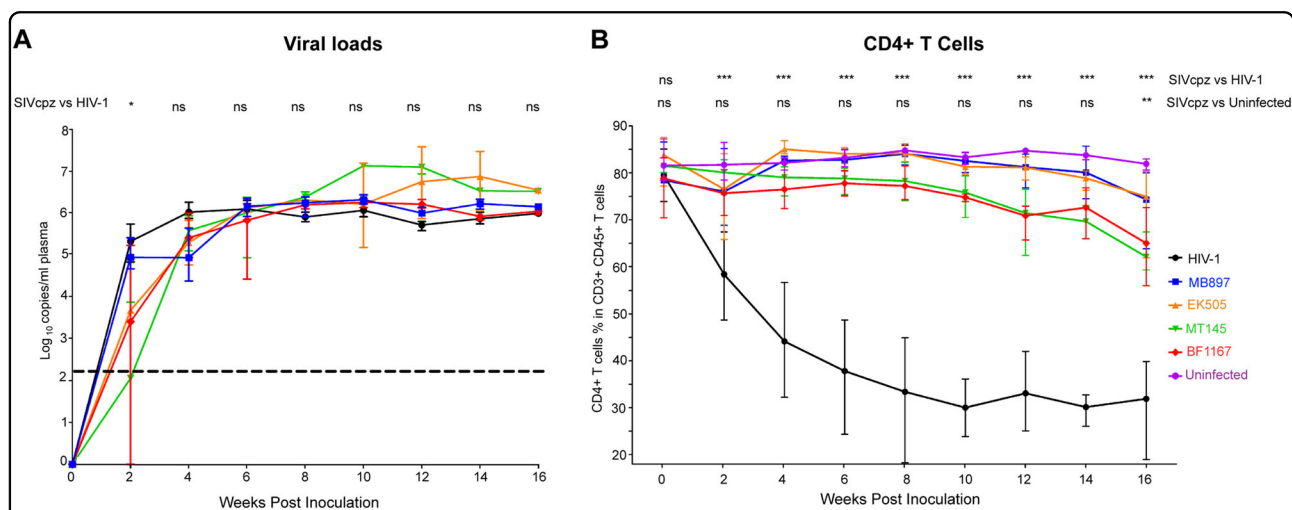 A
Viral loads
SIVcpz vs HIV-1
* ns ns ns ns ns ns ns
Log 10 copies/ml plasma
8
7
6
5
4
3
2
1
0
0 2 4 6 8 10 12 14 16
Weeks Post Inoculation
B
CD4+ T Cells
ns *** *** *** *** *** *** *** *** SIVcpz vs HIV-1
ns ns ns ns ns ns ns ns ** SIVcpz vs Uninfected
CD4+ T cells % in CD3+ CD45+ T cells
90
80
70
60
50
40
30
20
0 2 4 6 8 10 12 14 16
Weeks Post Inoculation
HIV-1
MB897
EK505
MT145
BF1167
Uninfected